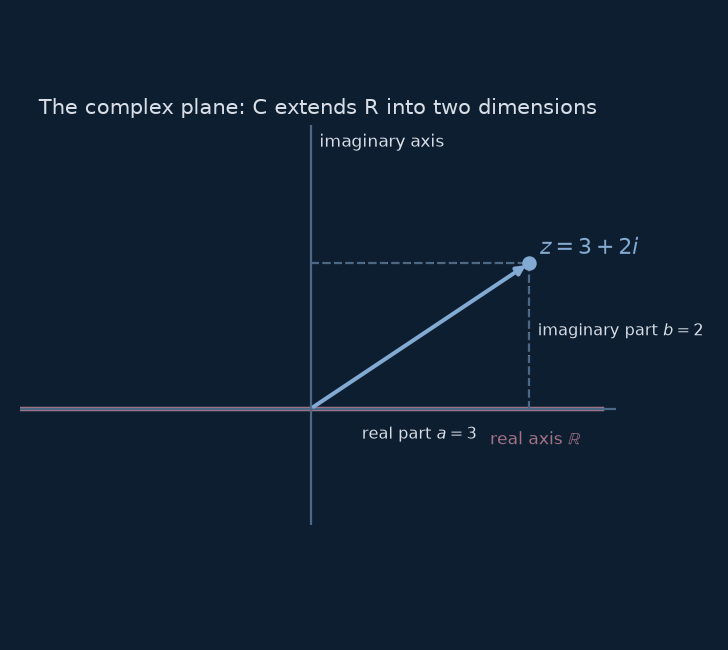 The complex plane: C extends R into two dimensions
imaginary axis
z = 3 + 2i
imaginary part b = 2
real part a = 3
real axis ℝ